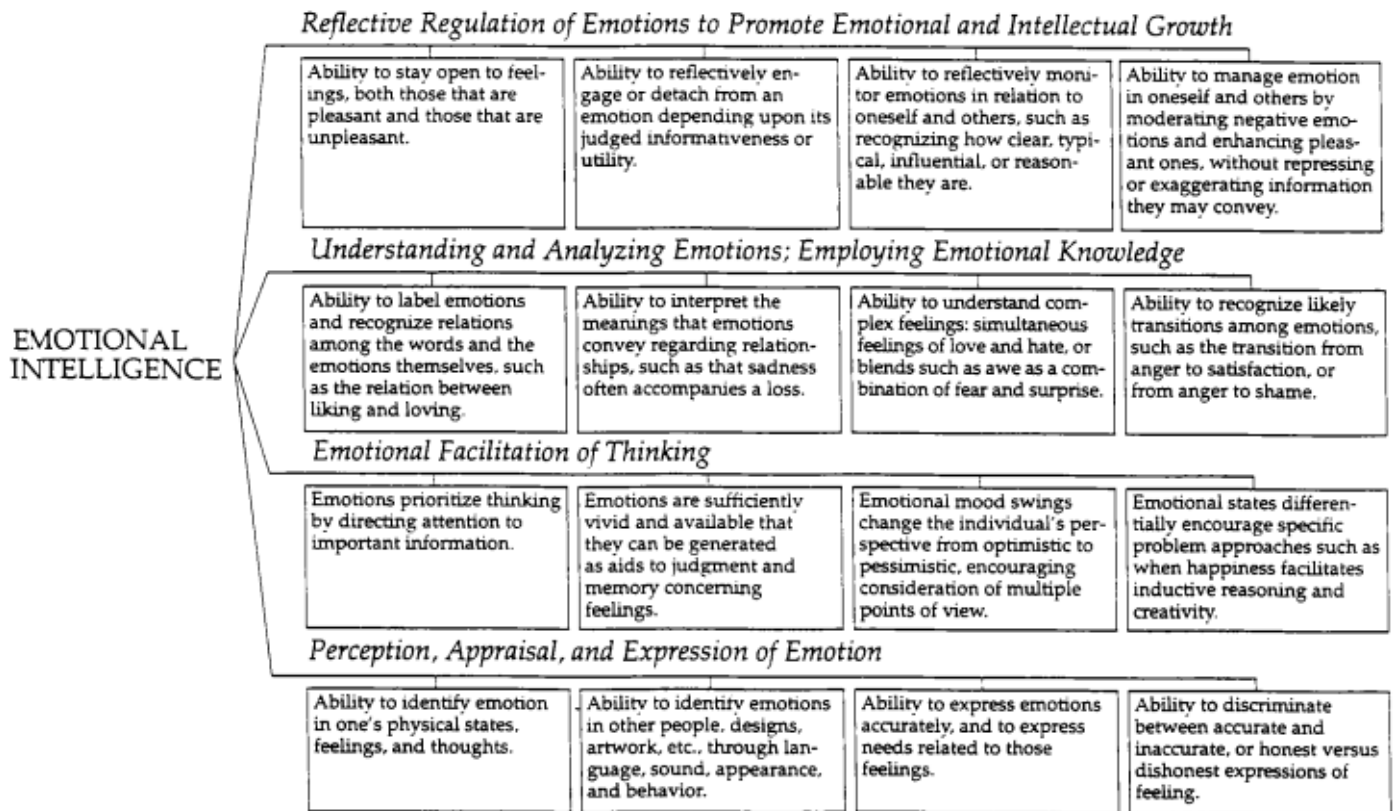 Reflective Regulation of Emotions to Promote Emotional and Intellectual Growth
Ability to stay open to feel-
ings, both those that are
pleasant and those that are
unpleasant.
Ability to reflectively en-
gage or detach from an
emotion depending upon its
judged informativeness or
utility.
Ability to reflectively moni-
tor emotions in relation to
oneself and others, such as
recognizing how clear, typi-
cal, influential, or reason-
able they are.
Ability to manage emotion
in oneself and others by
moderating negative emo-
tions and enhancing pleas-
ant ones, without repressing
or exaggerating information
they may convey.
Understanding and Analyzing Emotions; Employing Emotional Knowledge
Ability to label emotions
and recognize relations
among the words and the
emotions themselves, such
as the relation between
liking and loving.
Ability to interpret the
meanings that emotions
convey regarding relation-
ships, such as that sadness
often accompanies a loss.
Ability to understand com-
plex feelings: simultaneous
feelings of love and hate, or
blends such as awe as a com-
bination of fear and surprise.
Ability to recognize likely
transitions among emotions,
such as the transition from
anger to satisfaction, or
from anger to shame.
EMOTIONAL
INTELLIGENCE
Emotional Facilitation of Thinking
Emotions prioritize thinking
by directing attention to
important information.
Emotions are sufficiently
vivid and available that
they can be generated
as aids to judgment and
memory concerning
feelings.
Emotional mood swings
change the individual's per-
spective from optimistic to
pessimistic, encouraging
consideration of multiple
points of view.
Emotional states differen-
tially encourage specific
problem approaches such as
when happiness facilitates
inductive reasoning and
creativity.
Perception, Appraisal, and Expression of Emotion
Ability to identify emotion
in one's physical states,
feelings, and thoughts.
Ability to identify emotions
in other people, designs,
artwork, etc., through lan-
guage, sound, appearance,
and behavior.
Ability to express emotions
accurately, and to express
needs related to those
feelings.
Ability to discriminate
between accurate and
inaccurate, or honest versus
dishonest expressions of
feeling.